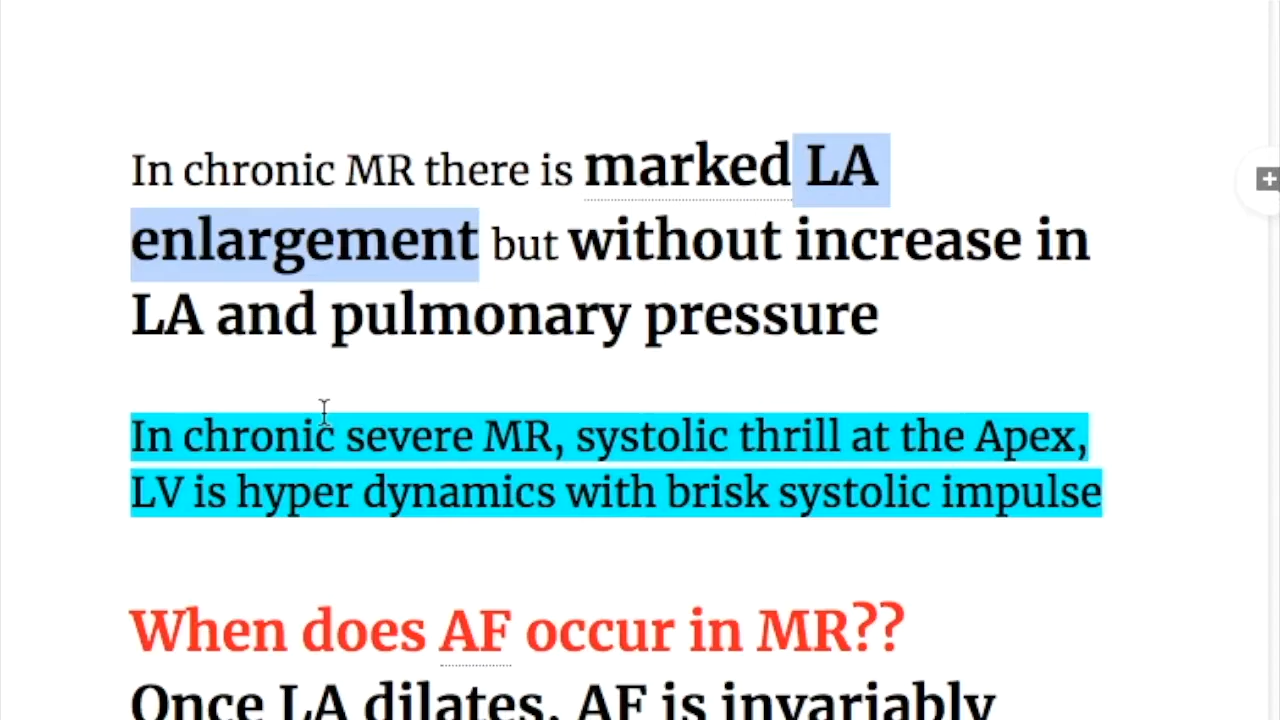 In chronic MR there is marked LA
enlargement but without increase in
LA and pulmonary pressure
In chronic severe MR, systolic thrill at the Apex,
LV is hyper dynamics with brisk systolic impulse
When does AF occur in MR??
Once LA dilates, AF is invariably